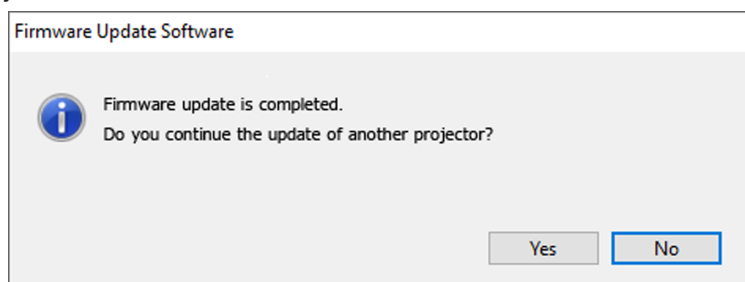 Firmware Update Software
Firmware update is completed.
Do you continue the update of another projector?
Yes
No